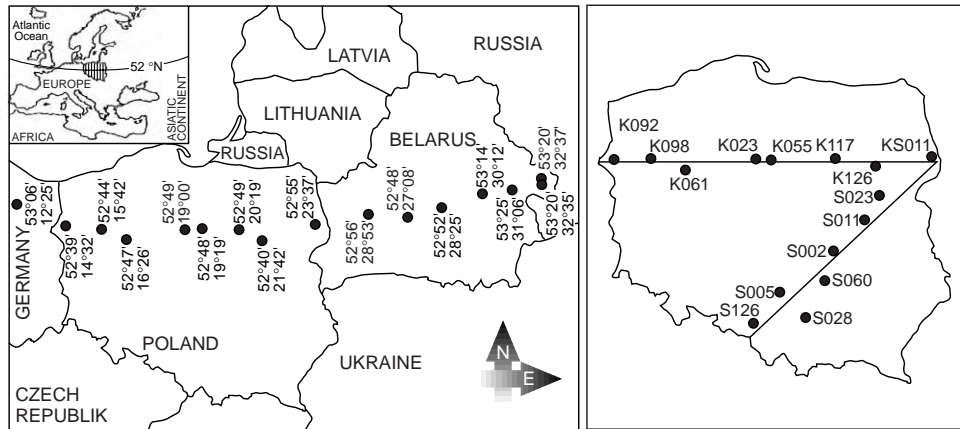 Atlantic
Ocean
52 °N
EUROPE
AFRICA
ASIATIC
CONTINENT
LATVIA
RUSSIA
LITHUANIA
RUSSIA
BELARUS
GERMANY
POLAND
UKRAINE
CZECH
REPUBLIK
N
E
53°06'
12°25'
52°39'
14°32'
52°44'
15°42'
52°47'
16°26'
52°49'
19°00'
52°48'
19°19'
52°49'
20°19'
52°40'
21°42'
52°55'
23°37'
52°56'
28°53'
52°48'
27°08'
52°52'
28°25'
53°14'
30°12'
53°25'
31°06'
53°20'
32°37'
53°20'
32°35'
K092
K098
K061
K023
K055
K117
K126
KS011
S023
S011
S002
S060
S005
S126
S028